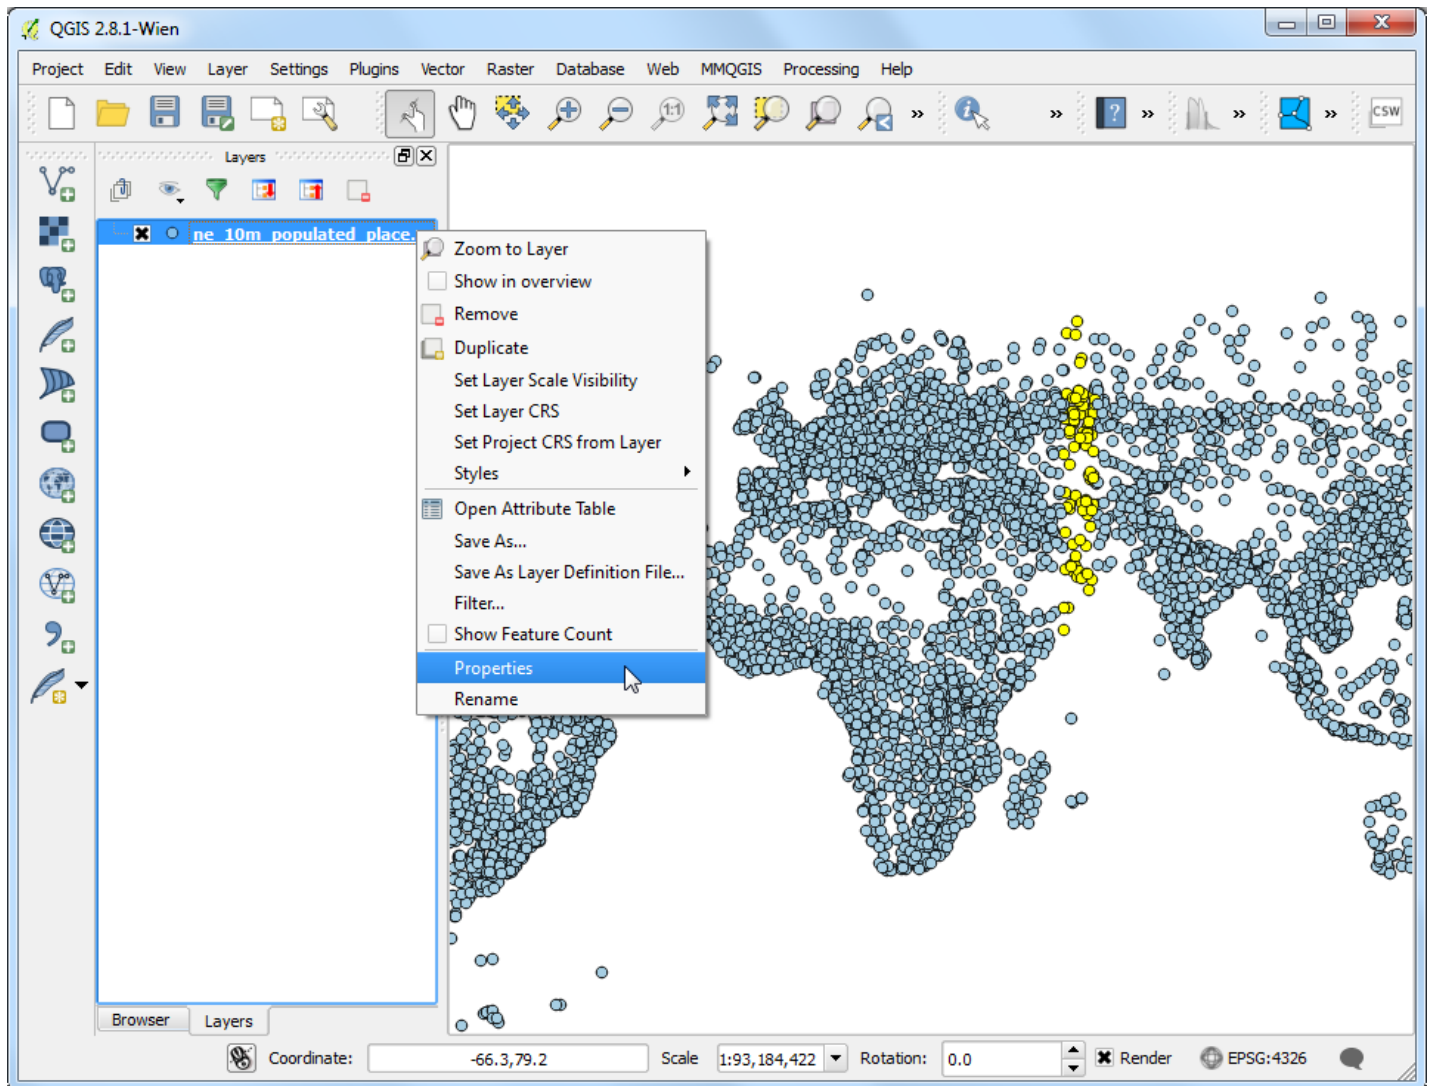 QGIS 2.8.1-Wien
Project Edit View Layer Settings Plugins Vector Raster Database Web MMQGIS Processing Help
1:1
?
CSW
Layers
ne_10m_populated_place.
Zoom to Layer
Show in overview
Remove
Duplicate
Set Layer Scale Visibility
Set Layer CRS
Set Project CRS from Layer
Styles
Open Attribute Table
Save As...
Save As Layer Definition File...
Filter...
Show Feature Count
Properties
Rename
Browser Layers
Coordinate: -66.3,79.2 Scale 1:93,184,422 Rotation: 0.0 Render EPSG:4326